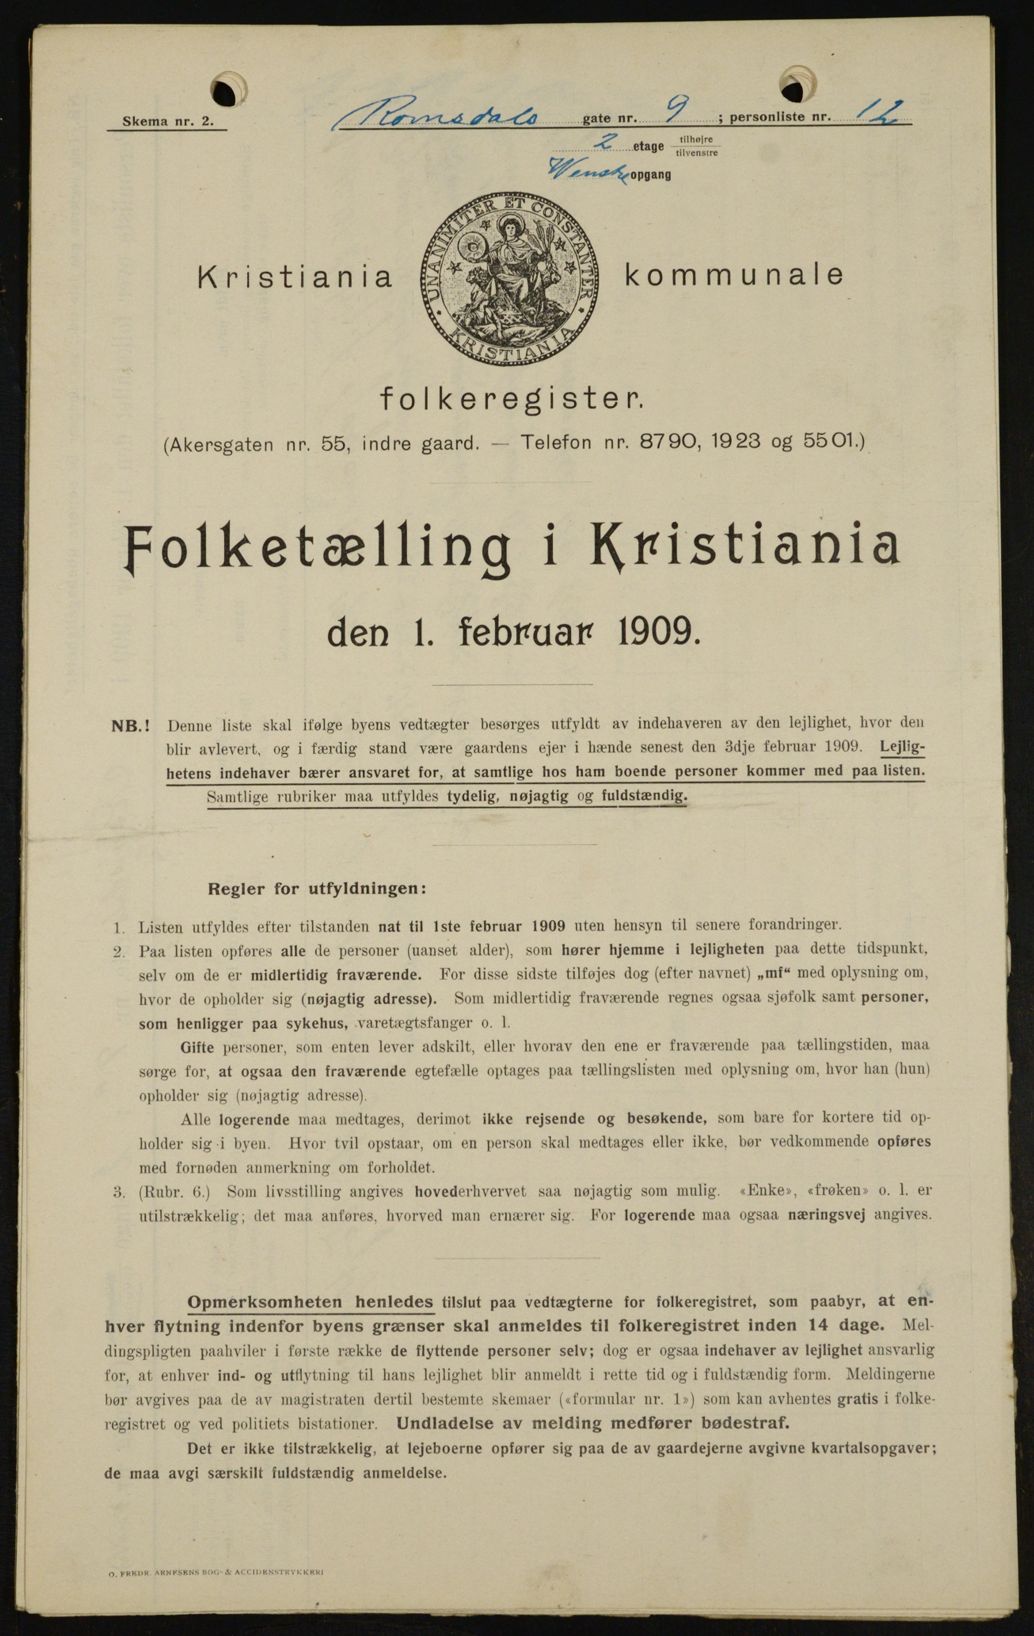 Skema nr. 2.
Romsdals gate nr. 9 ; personliste nr. 12
2 etage tilhøjre
tilvenstre
Wenstre opgang
Kristiania kommunale
UNANIMITER ET CONSTANTER
KRISTIANIA
folkeregister.
(Akersgaten nr. 55, indre gaard. — Telefon nr. 8790, 1923 og 5501.)
Folketælling i Kristiania
den 1. februar 1909.
NB.! Denne liste skal ifølge byens vedtægter besørges utfyldt av indehaveren av den lejlighet, hvor den
blir avlevert, og i færdig stand være gaardens ejer i hænde senest den 3dje februar 1909. Lejlig-
hetens indehaver bærer ansvaret for, at samtlige hos ham boende personer kommer med paa listen.
Samtlige rubriker maa utfyldes tydelig, nøjagtig og fuldstændig.
Regler for utfyldningen:
1. Listen utfyldes efter tilstanden nat til 1ste februar 1909 uten hensyn til senere forandringer.
2. Paa listen opføres alle de personer (uanset alder), som hører hjemme i lejligheten paa dette tidspunkt,
selv om de er midlertidig fraværende. For disse sidste tilføjes dog (efter navnet) „mf“ med oplysning om,
hvor de opholder sig (nøjagtig adresse). Som midlertidig fraværende regnes ogsaa sjøfolk samt personer,
som henligger paa sykehus, varetægtsfanger o. l.
Gifte personer, som enten lever adskilt, eller hvorav den ene er fraværende paa tællingstiden, maa
sørge for, at ogsaa den fraværende egtefælle optages paa tællingslisten med oplysning om, hvor han (hun)
opholder sig (nøjagtig adresse).
Alle logerende maa medtages, derimot ikke rejsende og besøkende, som bare for kortere tid op-
holder sig i byen. Hvor tvil opstaar, om en person skal medtages eller ikke, bør vedkommende opføres
med fornøden anmerkning om forholdet.
3. (Rubr. 6.) Som livsstilling angives hovederhvervet saa nøjagtig som mulig. «Enke», «frøken» o. l. er
utilstrækkelig; det maa anføres, hvorved man ernærer sig. For logerende maa ogsaa næringsvej angives.
Opmerksomheten henledes tilslut paa vedtægterne for folkeregistret, som paabyr, at en-
hver flytning indenfor byens grænser skal anmeldes til folkeregistret inden 14 dage. Mel-
dingspligten paahviler i første række de flyttende personer selv; dog er ogsaa indehaver av lejlighet ansvarlig
for, at enhver ind- og utflytning til hans lejlighet blir anmeldt i rette tid og i fuldstændig form. Meldingerne
bør avgives paa de av magistraten dertil bestemte skemaer («formular nr. 1») som kan avhentes gratis i folke-
registret og ved politiets bistationer. Undladelse av melding medfører bødestraf.
Det er ikke tilstrækkelig, at lejeboerne opfører sig paa de av gaardejerne avgivne kvartalsopgaver;
de maa avgi særskilt fuldstændig anmeldelse.
O. FREDR. ARNESENS BOG- & ACCIDENSTRYKKERI